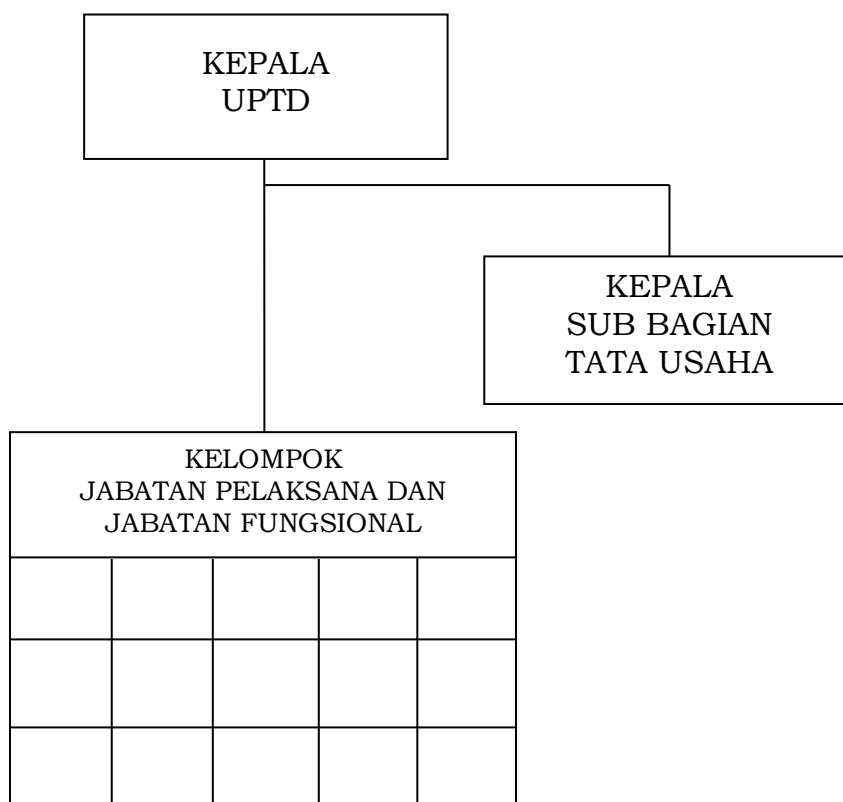 KEPALA
UPTD
KEPALA
SUB BAGIAN
TATA USAHA
KELOMPOK
JABATAN PELAKSANA DAN
JABATAN FUNGSIONAL